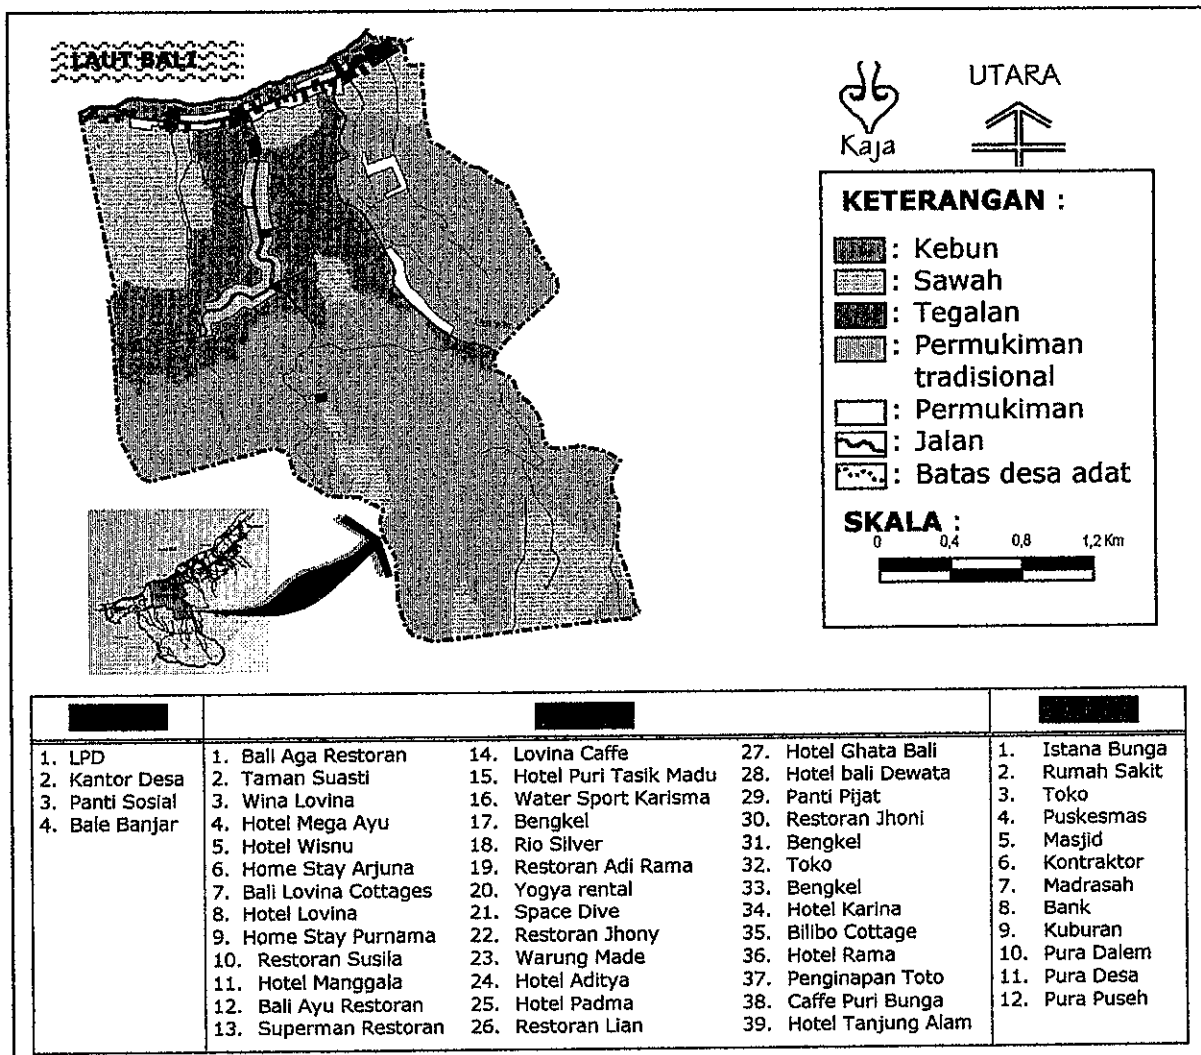 LAUT BALI
Kaja
UTARA
KETERANGAN :
: Kebun
: Sawah
: Tegalan
: Permukiman
tradisional
: Permukiman
: Jalan
: Batas desa adat
SKALA :
0 0,4 0,8 1,2 Km
1. LPD
2. Kantor Desa
3. Panti Sosial
4. Bale Banjar
1. Bali Aga Restoran
2. Taman Suasti
3. Wina Lovina
4. Hotel Mega Ayu
5. Hotel Wisnu
6. Home Stay Arjuna
7. Bali Lovina Cottages
8. Hotel Lovina
9. Home Stay Purnama
10. Restoran Susila
11. Hotel Manggala
12. Bali Ayu Restoran
13. Superman Restoran
14. Lovina Caffe
15. Hotel Puri Tasik Madu
16. Water Sport Karisma
17. Bengkel
18. Rio Silver
19. Restoran Adi Rama
20. Yogya rental
21. Space Dive
22. Restoran Jhony
23. Warung Made
24. Hotel Aditya
25. Hotel Padma
26. Restoran Lian
27. Hotel Ghata Bali
28. Hotel bali Dewata
29. Panti Pijat
30. Restoran Jhoni
31. Bengkel
32. Toko
33. Bengkel
34. Hotel Karina
35. Bilibo Cottage
36. Hotel Rama
37. Penginapan Toto
38. Caffe Puri Bunga
39. Hotel Tanjung Alam
1. Istana Bunga
2. Rumah Sakit
3. Toko
4. Puskesmas
5. Masjid
6. Kontraktor
7. Madrasah
8. Bank
9. Kuburan
10. Pura Dalem
11. Pura Desa
12. Pura Puseh